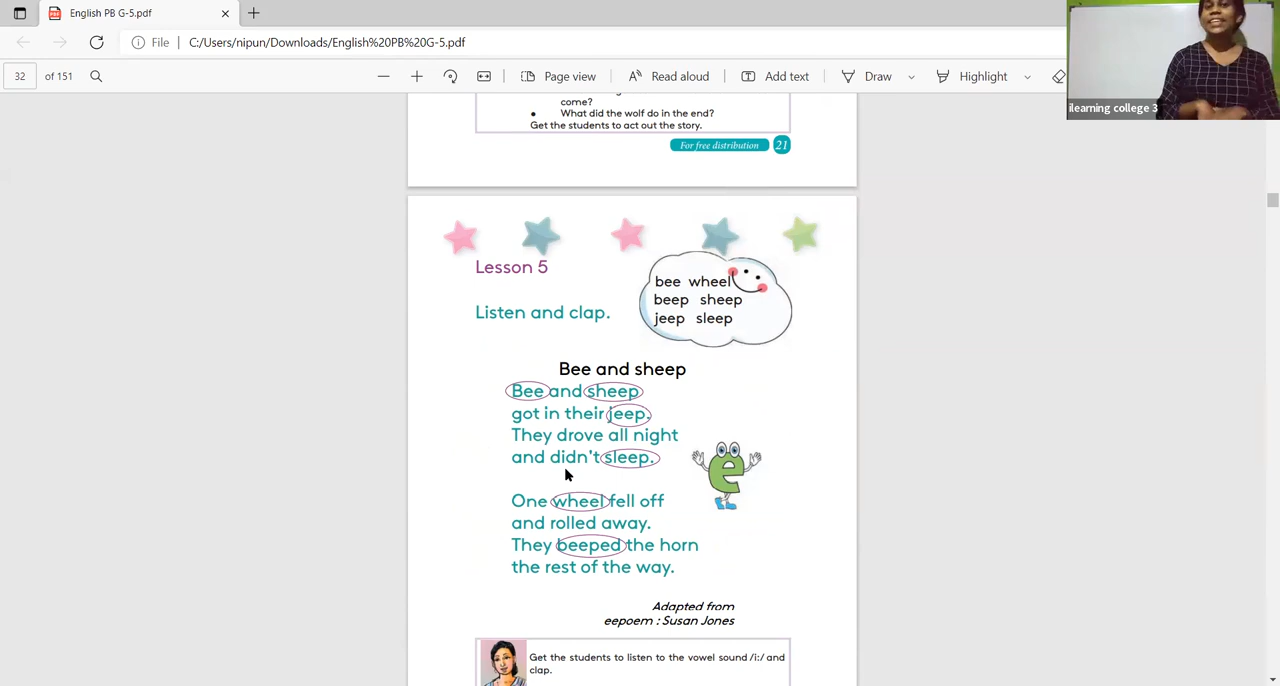 English PB G-5.pdf
File
C:/Users/nipun/Downloads/English%20PB%20G-5.pdf
32 of 151
Page view
Read aloud
Add text
Draw
Highlight
ilearning college 3
come?
What did the wolf do in the end?
Get the students to act out the story.
For free distribution 21
Lesson 5
bee wheel
beep sheep
jeep sleep
Listen and clap.
Bee and sheep
Bee and sheep
got in their jeep.
They drove all night
and didn't sleep.
e
One wheel fell off
and rolled away.
They beeped the horn
the rest of the way.
Adapted from
eepoem : Susan Jones
Get the students to listen to the vowel sound /i:/ and
clap.